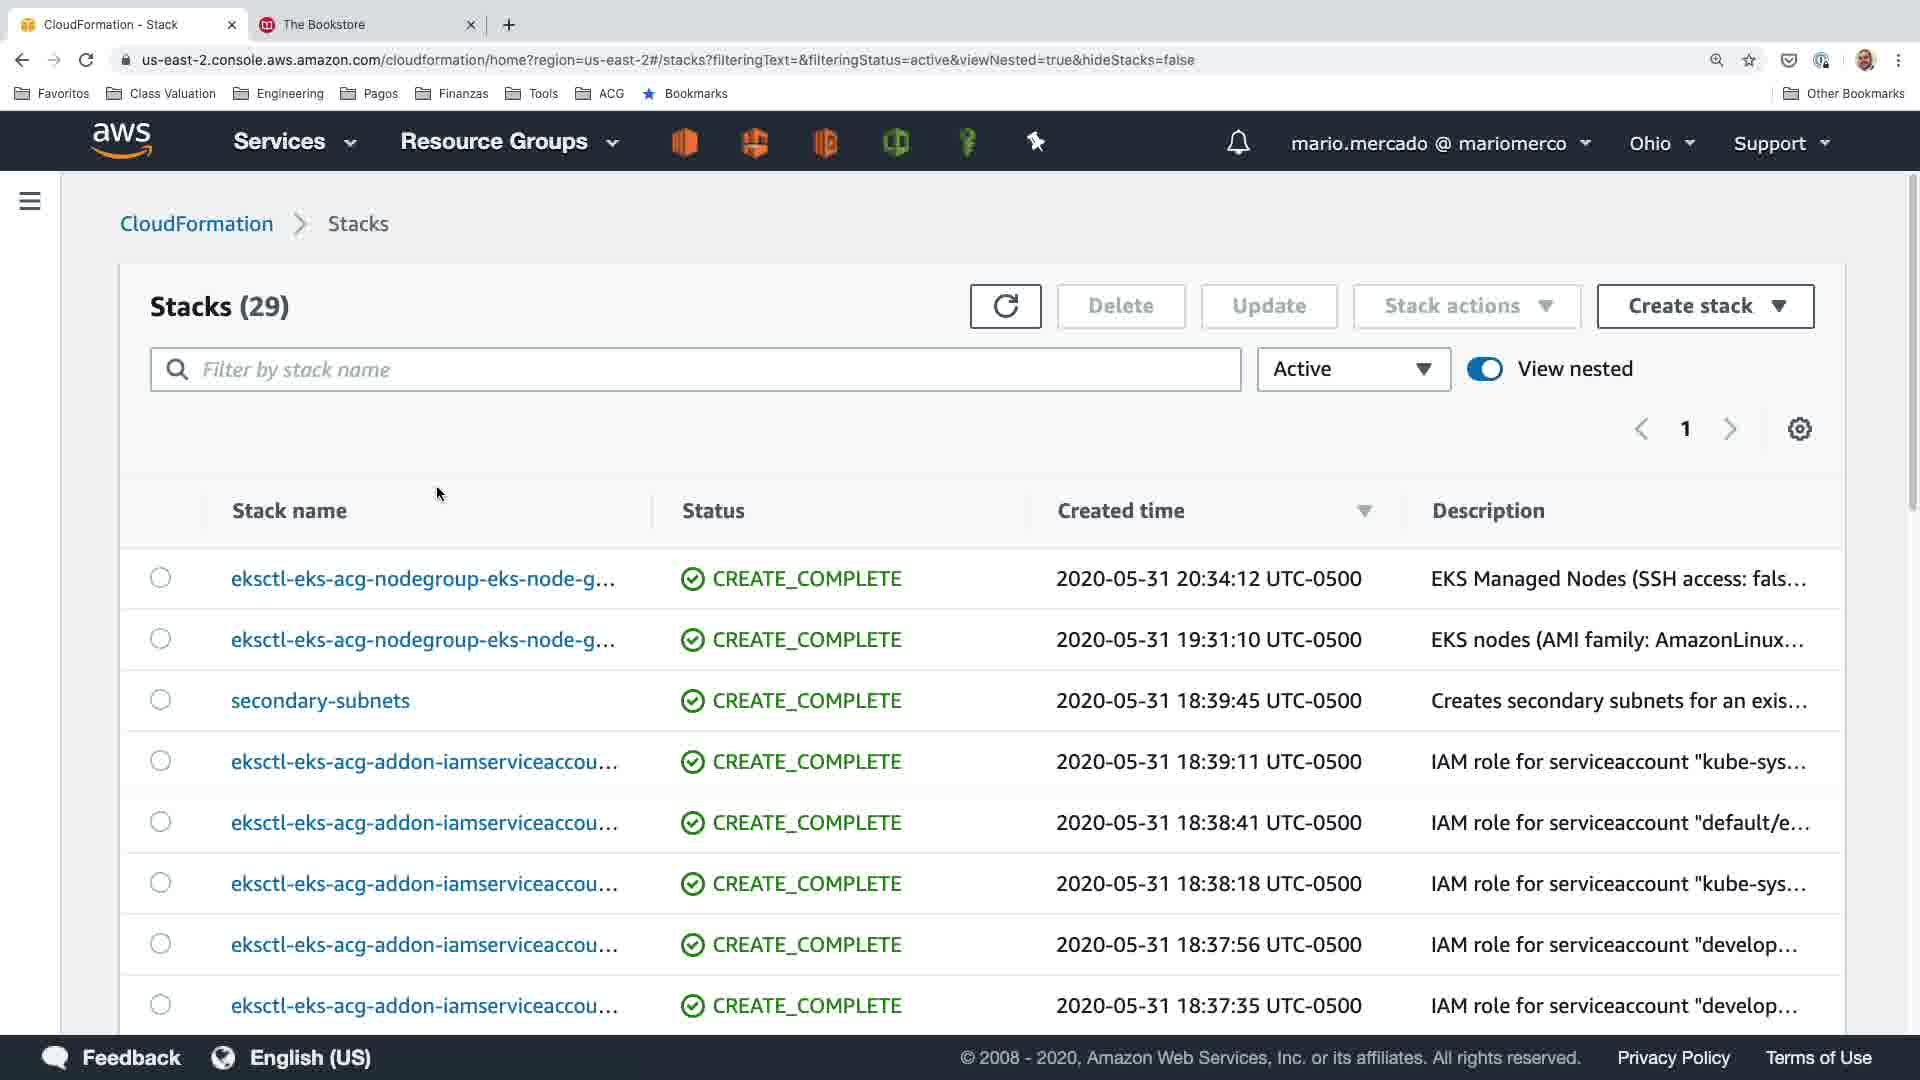 CloudFormation - Stack
The Bookstore
us-east-2.console.aws.amazon.com/cloudformation/home?region=us-east-2#/stacks?filteringText=&filteringStatus=active&viewNested=true&hideStacks=false
Favoritos Class Valuation Engineering Pagos Finanzas Tools ACG Bookmarks Other Bookmarks
aws Services Resource Groups mario.mercado @ mariomerco Ohio Support
CloudFormation Stacks
Stacks (29) Delete Update Stack actions Create stack
Filter by stack name Active View nested
1
Stack name Status Created time Description
eksctl-eks-acg-nodegroup-eks-node-g... CREATE_COMPLETE 2020-05-31 20:34:12 UTC-0500 EKS Managed Nodes (SSH access: fals...
eksctl-eks-acg-nodegroup-eks-node-g... CREATE_COMPLETE 2020-05-31 19:31:10 UTC-0500 EKS nodes (AMI family: AmazonLinux...
secondary-subnets CREATE_COMPLETE 2020-05-31 18:39:45 UTC-0500 Creates secondary subnets for an exis...
eksctl-eks-acg-addon-iamserviceaccou... CREATE_COMPLETE 2020-05-31 18:39:11 UTC-0500 IAM role for serviceaccount "kube-sys...
eksctl-eks-acg-addon-iamserviceaccou... CREATE_COMPLETE 2020-05-31 18:38:41 UTC-0500 IAM role for serviceaccount "default/e...
eksctl-eks-acg-addon-iamserviceaccou... CREATE_COMPLETE 2020-05-31 18:38:18 UTC-0500 IAM role for serviceaccount "kube-sys...
eksctl-eks-acg-addon-iamserviceaccou... CREATE_COMPLETE 2020-05-31 18:37:56 UTC-0500 IAM role for serviceaccount "develop...
eksctl-eks-acg-addon-iamserviceaccou... CREATE_COMPLETE 2020-05-31 18:37:35 UTC-0500 IAM role for serviceaccount "develop...
Feedback English (US) © 2008 - 2020, Amazon Web Services, Inc. or its affiliates. All rights reserved. Privacy Policy Terms of Use